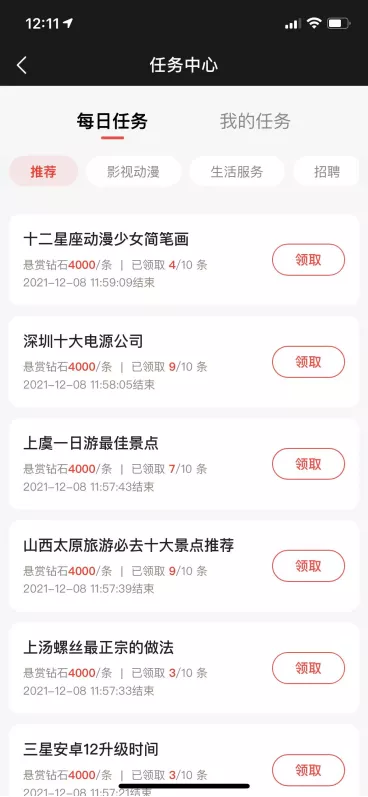 12:11
任务中心
每日任务 我的任务
推荐 影视动漫 生活服务 招聘
十二星座动漫少女简笔画
悬赏钻石4000/条 | 已领取 4/10 条
领取
2021-12-08 11:59:09结束
深圳十大电源公司
悬赏钻石4000/条 | 已领取 9/10 条
领取
2021-12-08 11:58:05结束
上虞一日游最佳景点
悬赏钻石4000/条 | 已领取 7/10 条
领取
2021-12-08 11:57:43结束
山西太原旅游必去十大景点推荐
悬赏钻石4000/条 | 已领取 9/10 条
领取
2021-12-08 11:57:39结束
上汤螺丝最正宗的做法
悬赏钻石4000/条 | 已领取 3/10 条
领取
2021-12-08 11:57:33结束
三星安卓12升级时间
悬赏钻石4000/条 | 已领取 3/10 条
领取
2021-12-08 11:57:21结束